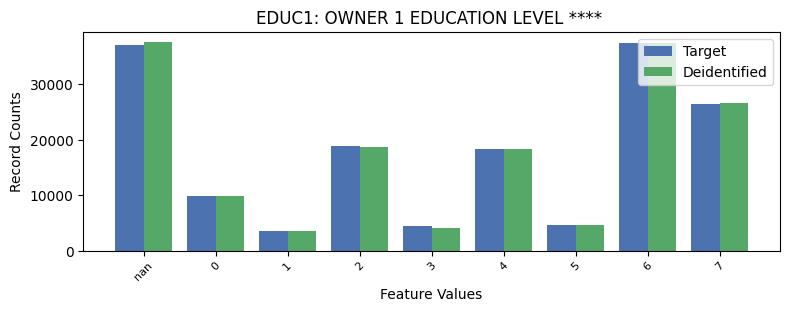 EDUC1: OWNER 1 EDUCATION LEVEL ****
Target
Deidentified
Record Counts
30000
20000
10000
0
nan 0 1 2 3 4 5 6 7
Feature Values